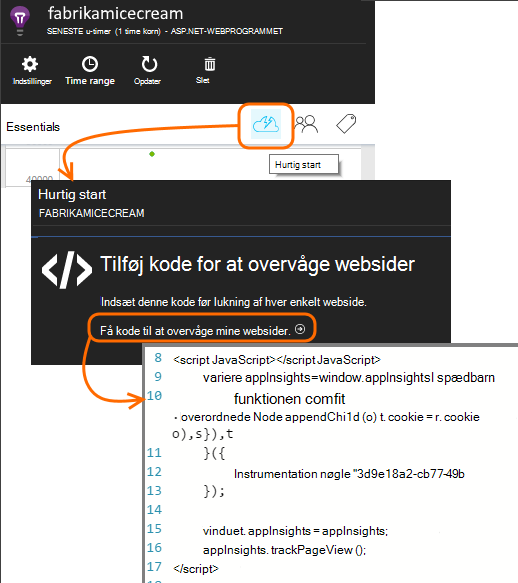 fabrikamicecream
SENESTE u-timer (1 time korn) - ASP.NET-WEBPROGRAMMET
Indstillinger Time range Opdater Slet
Essentials
Hurtig start
40000
Hurtig start
FABRIKAMICECREAM
</> Tilføj kode for at overvåge websider
Indsæt denne kode før lukning af hver enkelt webside.
Få kode til at overvåge mine websider.
8 <script JavaScript></script JavaScript>
9 variere appInsights=window.appInsightsl spædbarn
10 funktionen comfit
- overordnede Node appendChi1d (o) t. cookie = r. cookie
o),s}),t
11 }({
12 Instrumentation nøgle "3d9e18a2-cb77-49b
13 });
14
15 vinduet. appInsights = appInsights;
16 appInsights. trackPageView ();
17 </script>